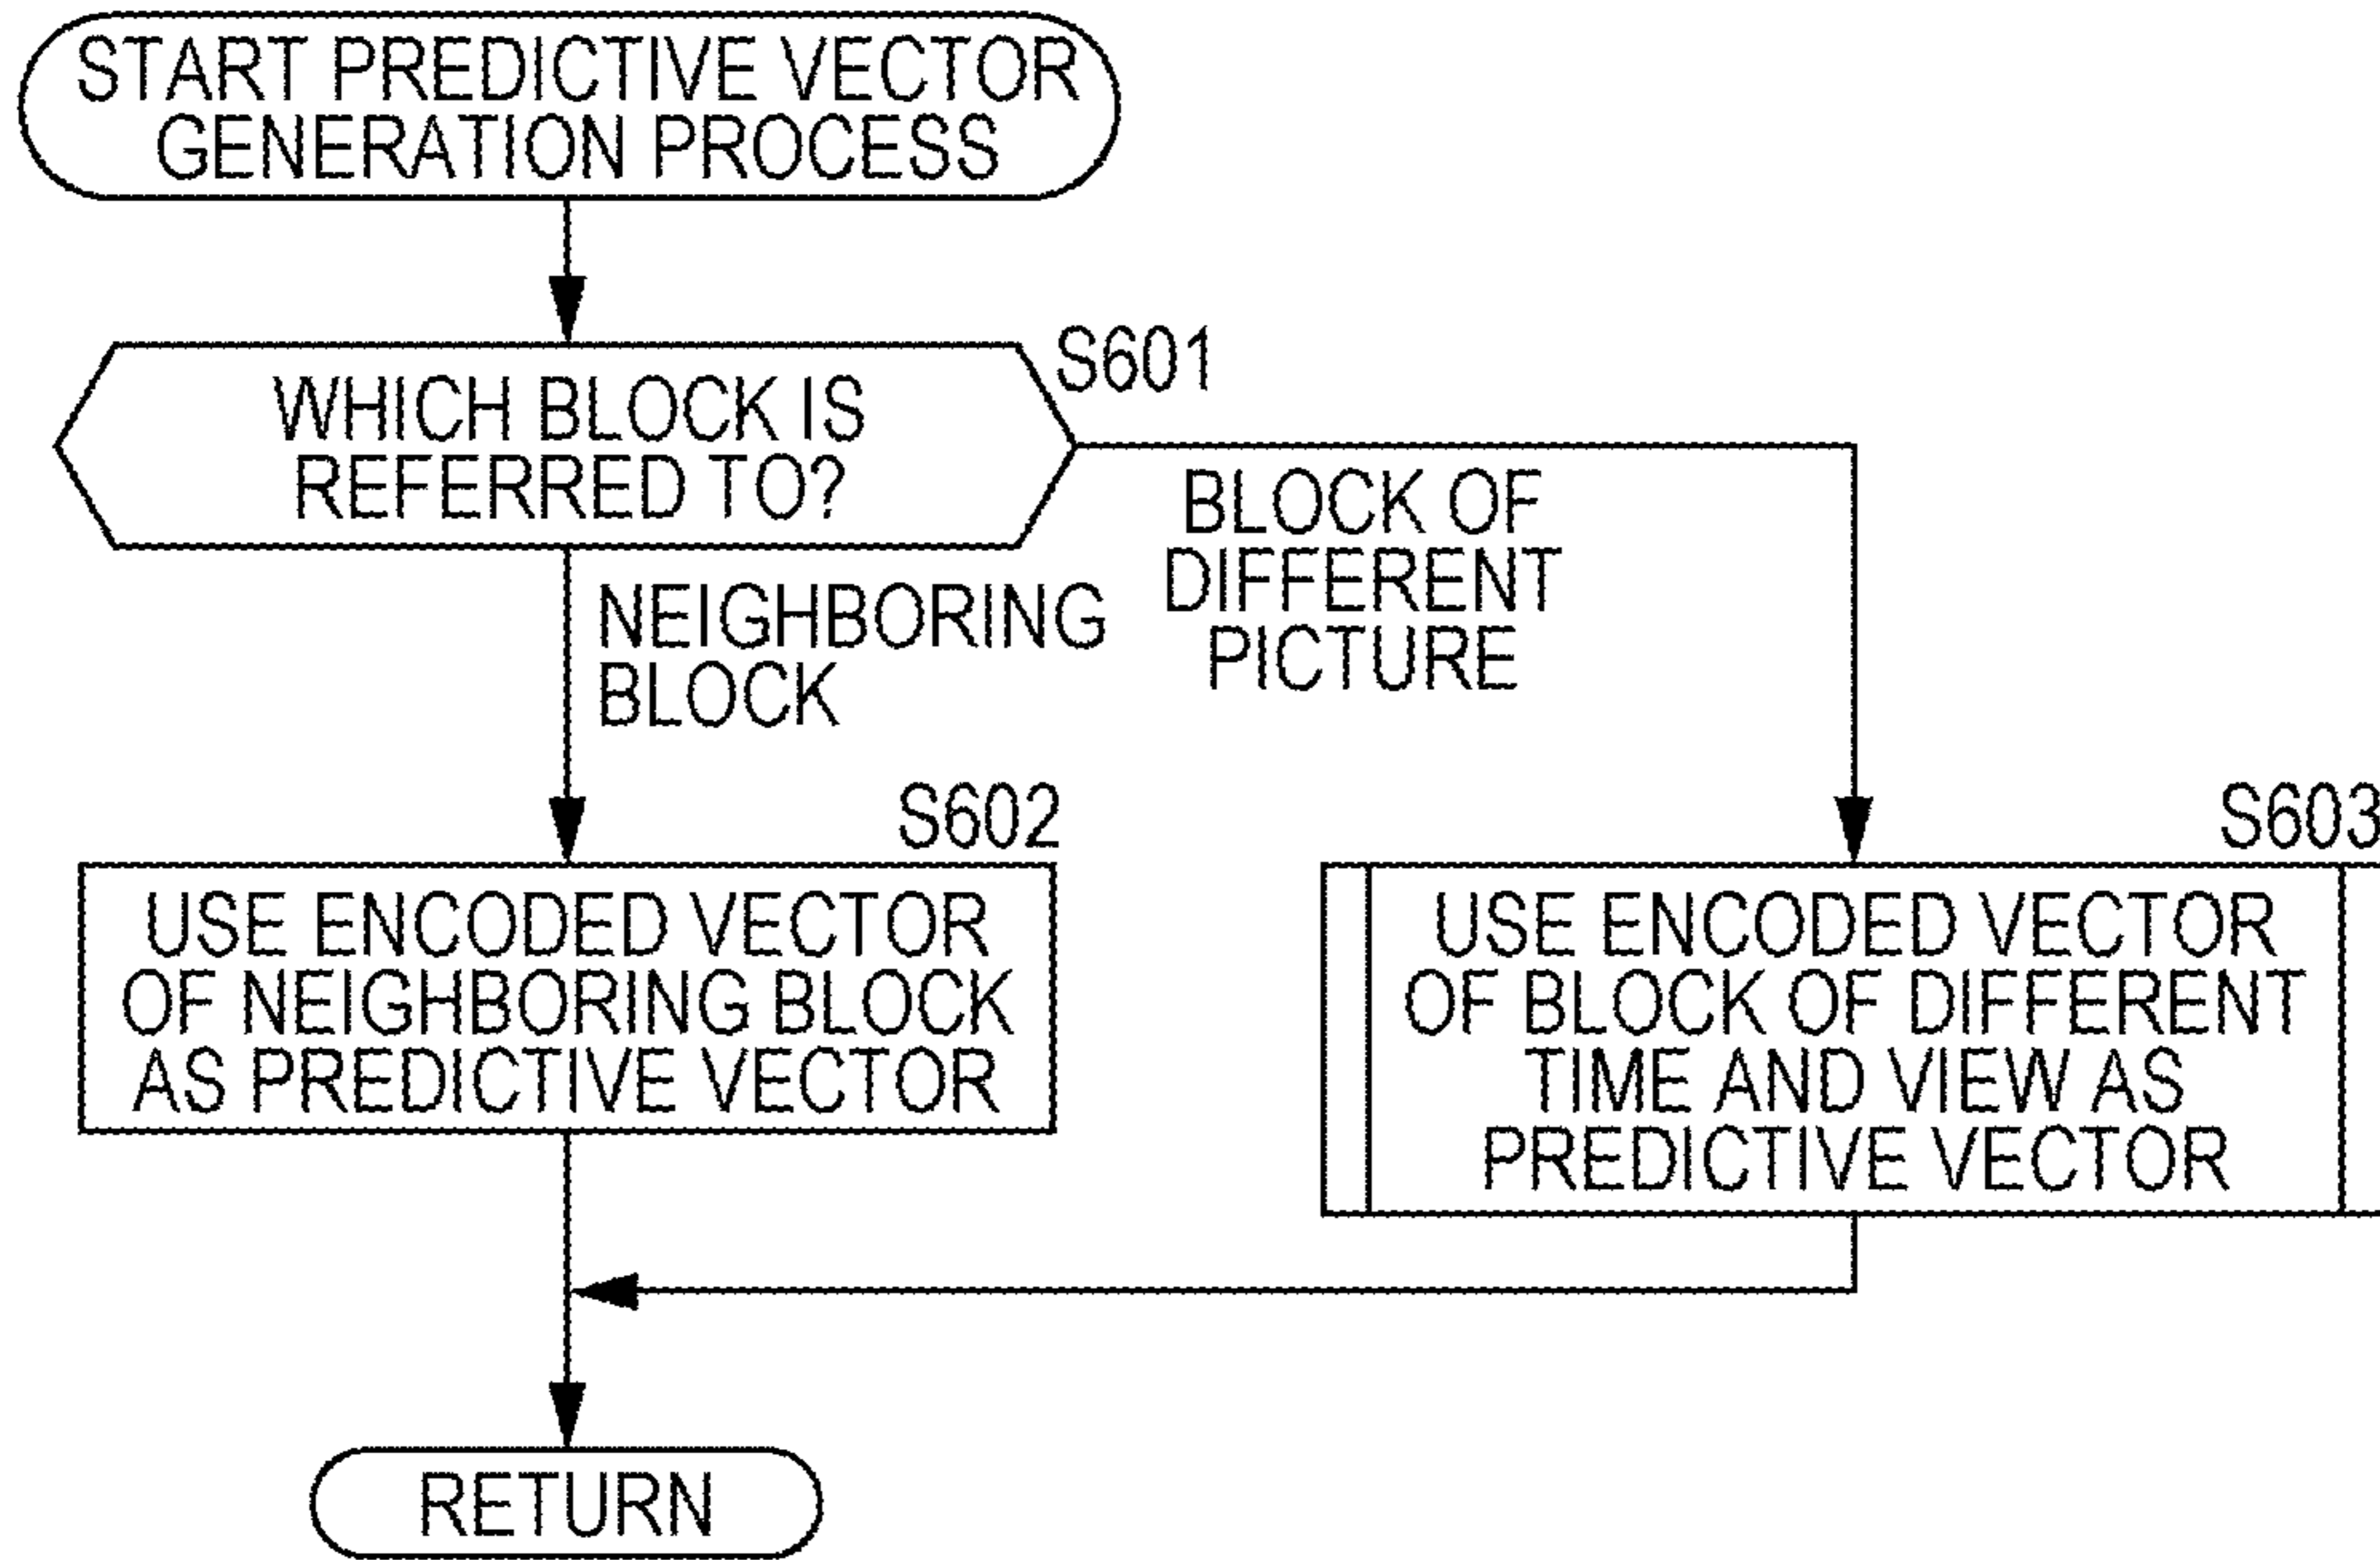 START PREDICTIVE VECTOR
GENERATION PROCESS
S601
WHICH BLOCK IS
REFERRED TO?
BLOCK OF
DIFFERENT
PICTURE
NEIGHBORING
BLOCK
S602
USE ENCODED VECTOR
OF NEIGHBORING BLOCK
AS PREDICTIVE VECTOR
S603
USE ENCODED VECTOR
OF BLOCK OF DIFFERENT
TIME AND VIEW AS
PREDICTIVE VECTOR
RETURN